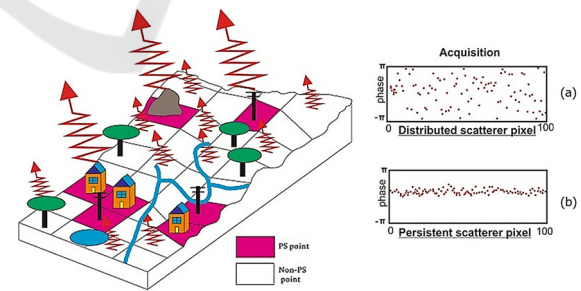 Acquisition
π
phase
-π
0
100
Distributed scatterer pixel
(a)
π
phase
-π
0
100
Persistent scatterer pixel
(b)
PS point
Non-PS
point